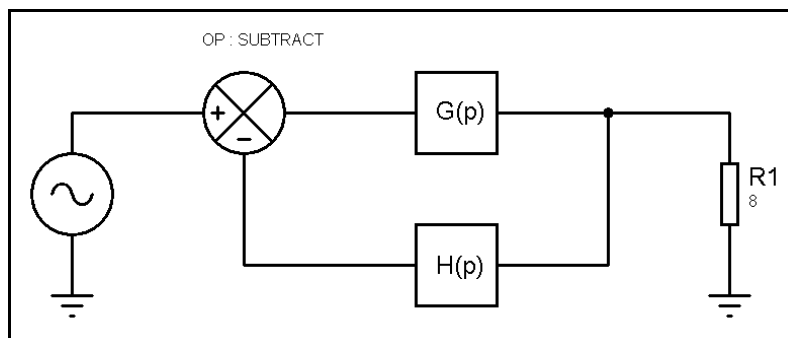 OP : SUBTRACT
+
G(p)
−
R1
8
H(p)